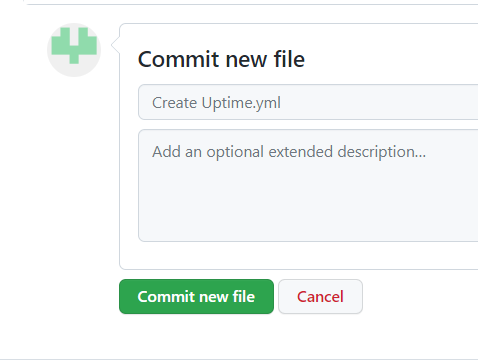 Commit new file
Create Uptime.yml
Add an optional extended description...
Commit new file
Cancel